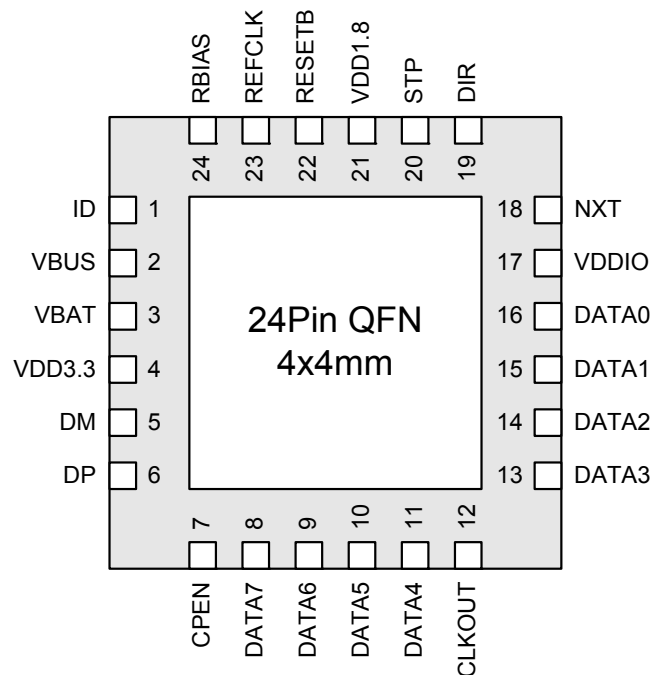 RBIAS
REFCLK
RESETB
VDD1.8
STP
DIR
24
23
22
21
20
19
ID 1
VBUS 2
VBAT 3
VDD3.3 4
DM 5
DP 6
24Pin QFN
4x4mm
18 NXT
17 VDDIO
16 DATA0
15 DATA1
14 DATA2
13 DATA3
7
8
9
10
11
12
CPEN
DATA7
DATA6
DATA5
DATA4
CLKOUT